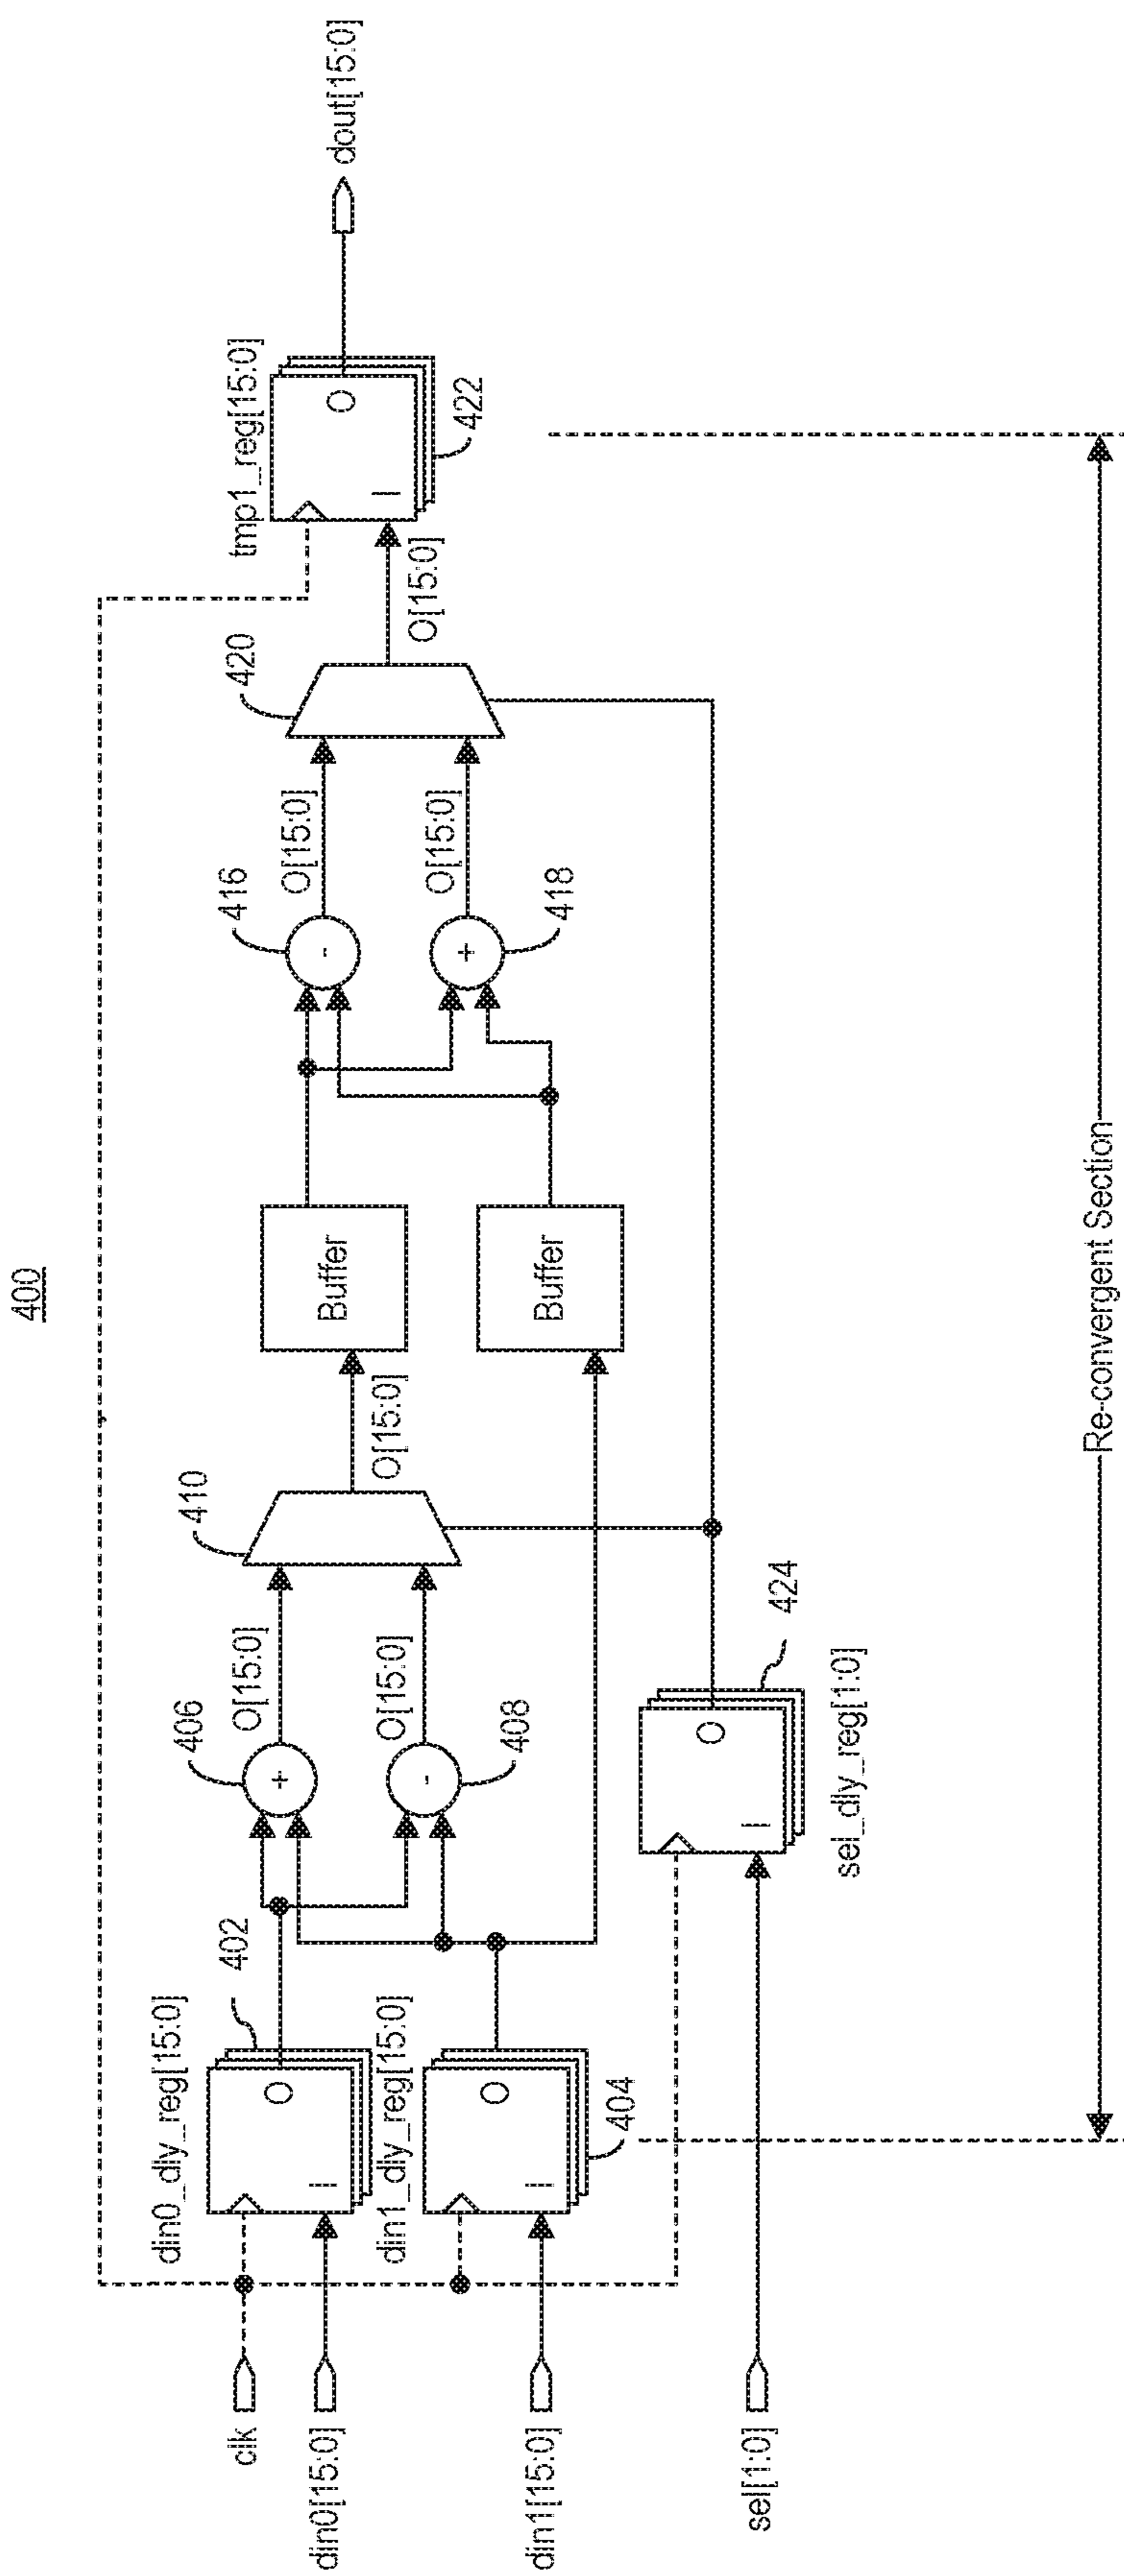 400
clk
din0[15:0]
din1[15:0]
sel[1:0]
din0_dly_reg[15:0]
402
I
O
din1_dly_reg[15:0]
404
I
O
406
+
O[15:0]
-
O[15:0]
408
410
O[15:0]
sel_dly_reg[1:0]
424
I
O
Buffer
Buffer
416
-
O[15:0]
+
O[15:0]
418
420
O[15:0]
tmp1_reg[15:0]
I
O
422
dout[15:0]
Re-convergent Section